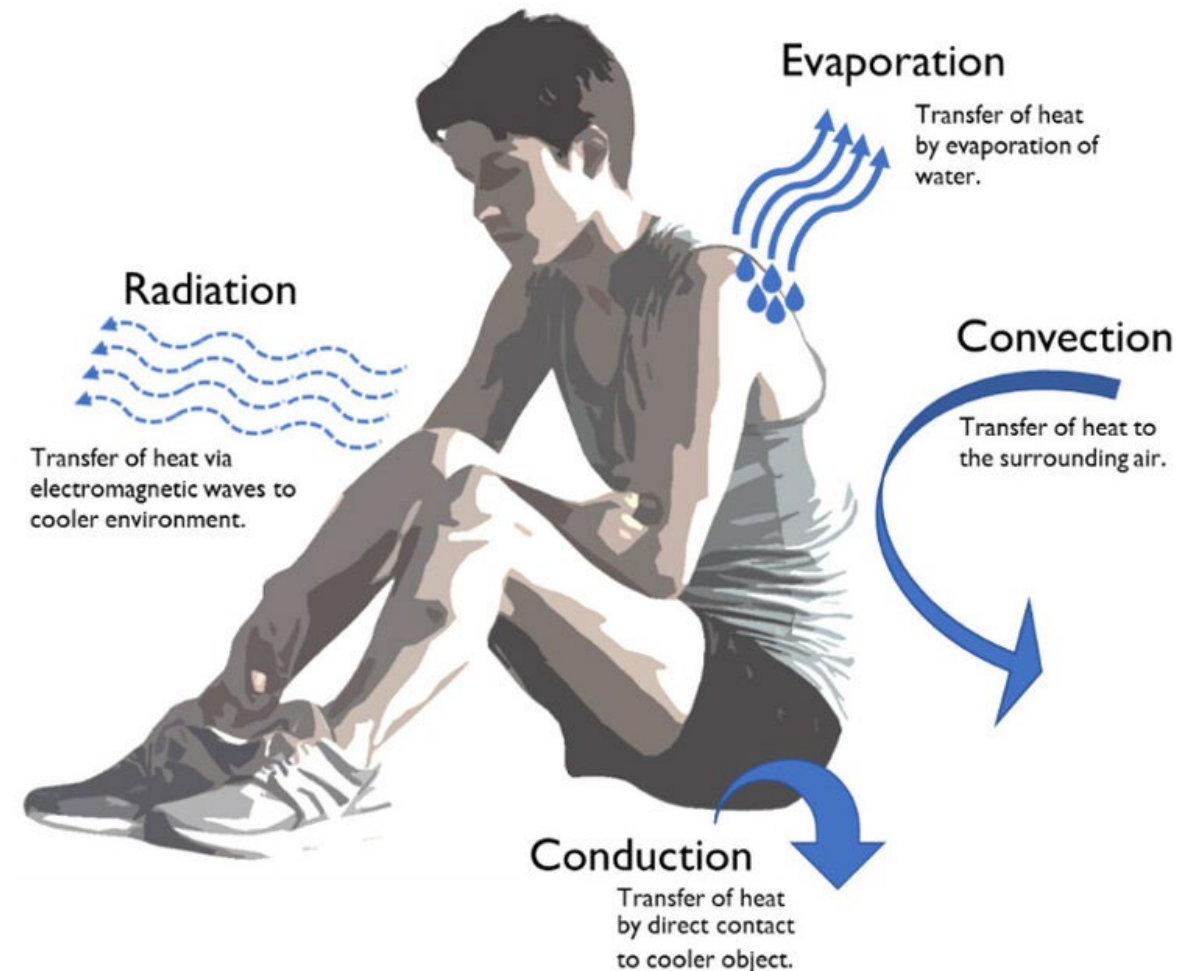 Evaporation
Transfer of heat
by evaporation of
water.
Radiation
Transfer of heat via
electromagnetic waves to
cooler environment.
Convection
Transfer of heat to
the surrounding air.
Conduction
Transfer of heat
by direct contact
to cooler object.